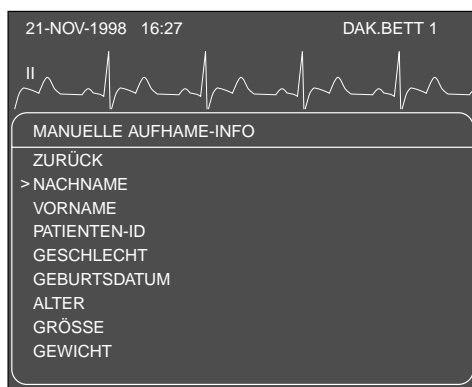 21-NOV-1998 16:27 DAK.BETT 1
II
MANUELLE AUFHAME-INFO
ZURÜCK
>NACHNAME
VORNAME
PATIENTEN-ID
GESCHLECHT
GEBURTSDATUM
ALTER
GRÖSSE
GEWICHT